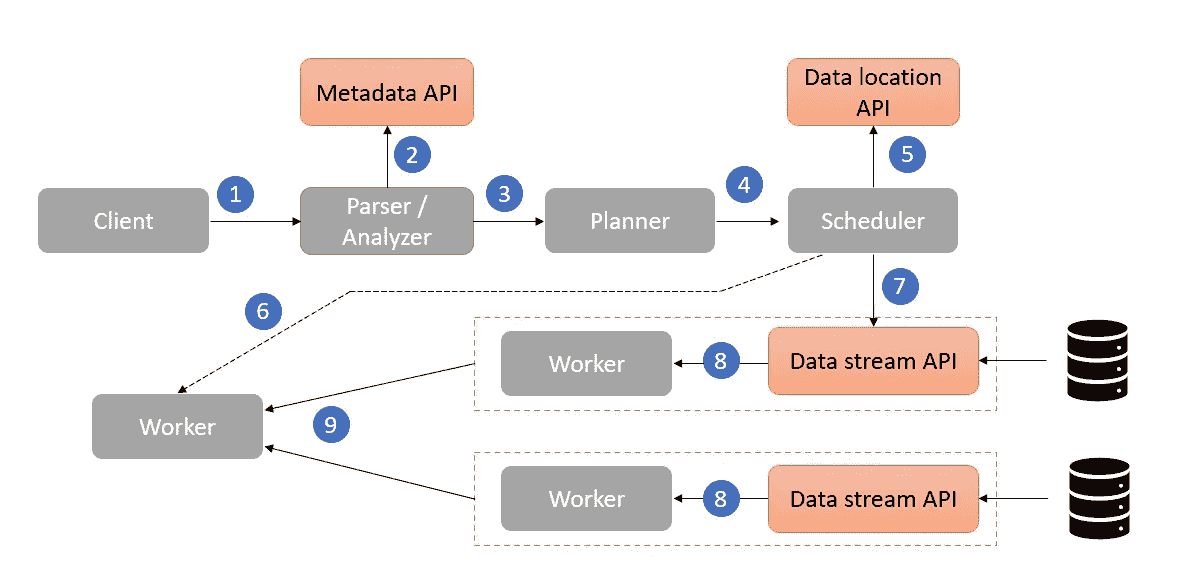 Metadata API
Data location
API
2
5
1
3
4
Client
Parser /
Analyzer
Planner
Scheduler
6
7
Worker
8
Data stream API
Worker
9
Worker
8
Data stream API